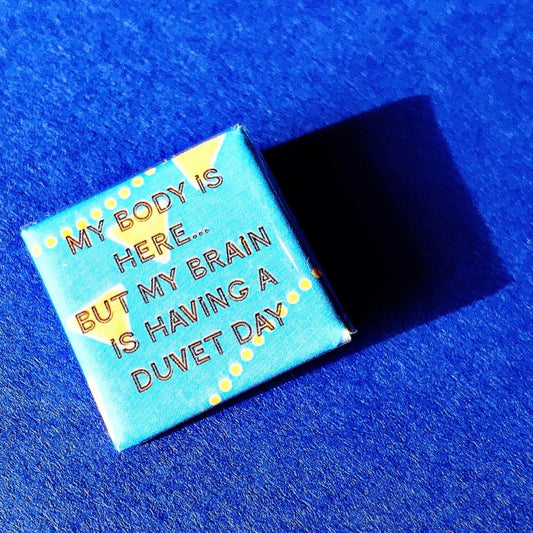 MY BODY iS
HERE...
BUT MY BRAiN
iS HAViNG A
DUVET DAY